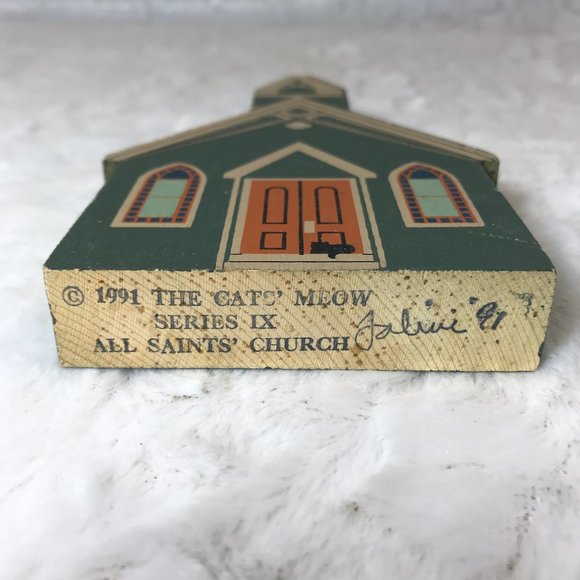 © 1991 THE CATS' MEOW
SERIES IX
ALL SAINTS' CHURCH
Faline '91